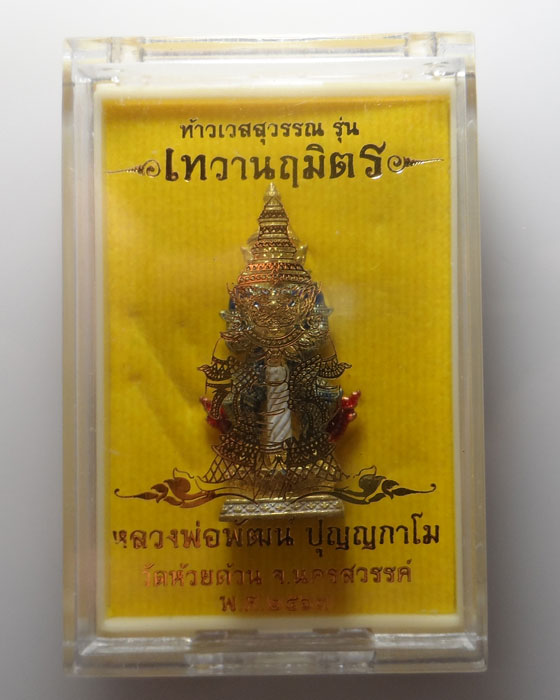 ท้าวเวสสุวรรณ รุ่น
เทวานฤมิตร
หลวงพ่อพัฒน์ ปุญญกาโม
วัดห้วยด้วน จ.นครสวรรค์
พ.ศ.